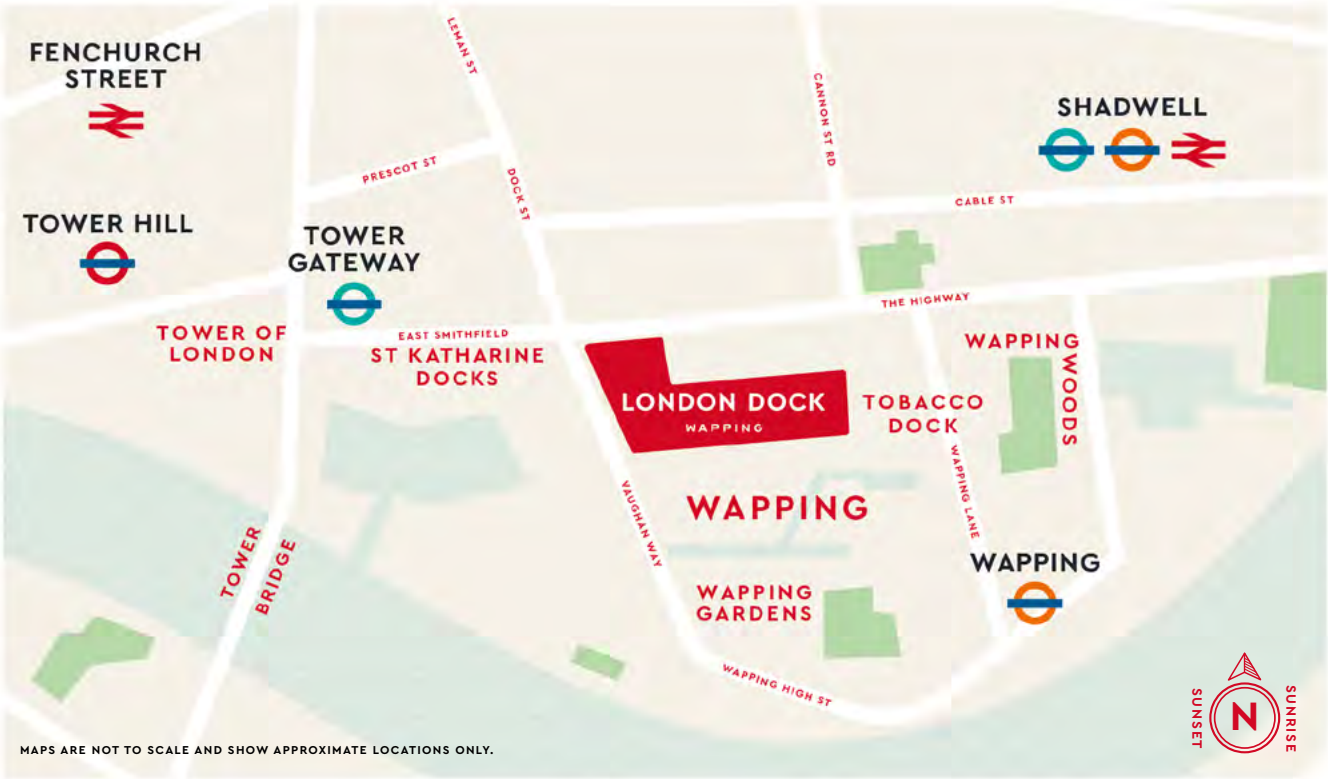 FENCHURCH
STREET
LEMAN ST
CANNON ST RD
SHADWELL
PRESCOT ST
DOCK ST
CABLE ST
TOWER HILL
TOWER
GATEWAY
THE HIGHWAY
TOWER OF
LONDON
EAST SMITHFIELD
ST KATHARINE
DOCKS
WAPPING
WOODS
LONDON DOCK
WAPPING
TOBACCO
DOCK
WAPPING LANE
VAUGHAN WAY
WAPPING
TOWER
BRIDGE
WAPPING
WAPPING
GARDENS
WAPPING HIGH ST
SUNSET
N
SUNRISE
MAPS ARE NOT TO SCALE AND SHOW APPROXIMATE LOCATIONS ONLY.